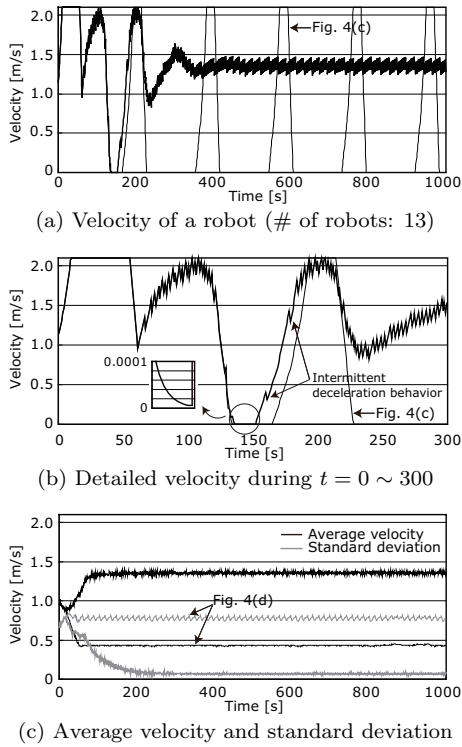 Velocity [m/s]
2.0
1.5
1.0
0.5
0
Fig. 4(c)
0 200 400 600 800 1000
Time [s]
(a) Velocity of a robot (# of robots: 13)
Velocity [m/s]
2.0
1.5
1.0
0.5
0
0.0001
0
Intermittent
deceleration behavior
Fig. 4(c)
0 50 100 150 200 250 300
Time [s]
(b) Detailed velocity during t = 0 ∼ 300
Velocity [m/s]
2.0
1.5
1.0
0.5
0
Average velocity
Standard deviation
Fig. 4(d)
0 200 400 600 800 1000
Time [s]
(c) Average velocity and standard deviation